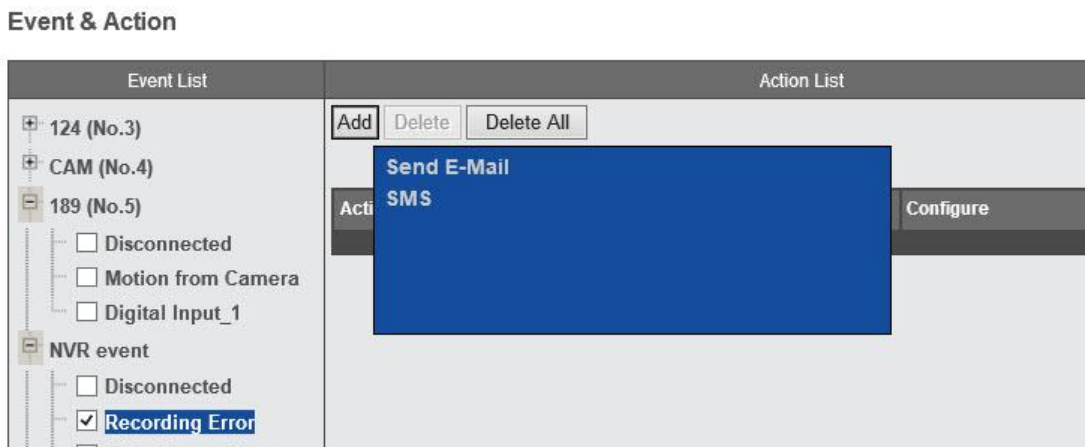 Event & Action
Event List
Action List
124 (No.3)
CAM (No.4)
189 (No.5)
Disconnected
Motion from Camera
Digital Input_1
NVR event
Disconnected
Recording Error
Add Delete Delete All
Send E-Mail
SMS
Acti
Configure